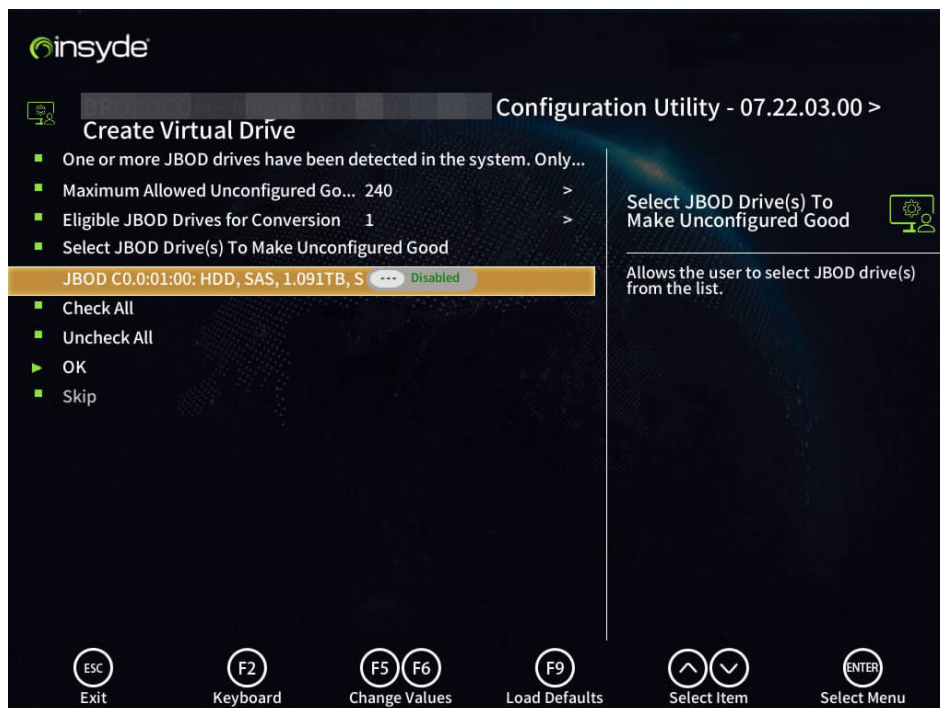 insyde
Configuration Utility - 07.22.03.00 >
Create Virtual Drive
One or more JBOD drives have been detected in the system. Only...
Maximum Allowed Unconfigured Go... 240 >
Eligible JBOD Drives for Conversion 1 >
Select JBOD Drive(s) To Make Unconfigured Good
JBOD C0.0:01:00: HDD, SAS, 1.091TB, S ... Disabled
Check All
Uncheck All
OK
Skip
Select JBOD Drive(s) To
Make Unconfigured Good
Allows the user to select JBOD drive(s)
from the list.
ESC F2 F5 F6 F9 ENTER
Exit Keyboard Change Values Load Defaults Select Item Select Menu